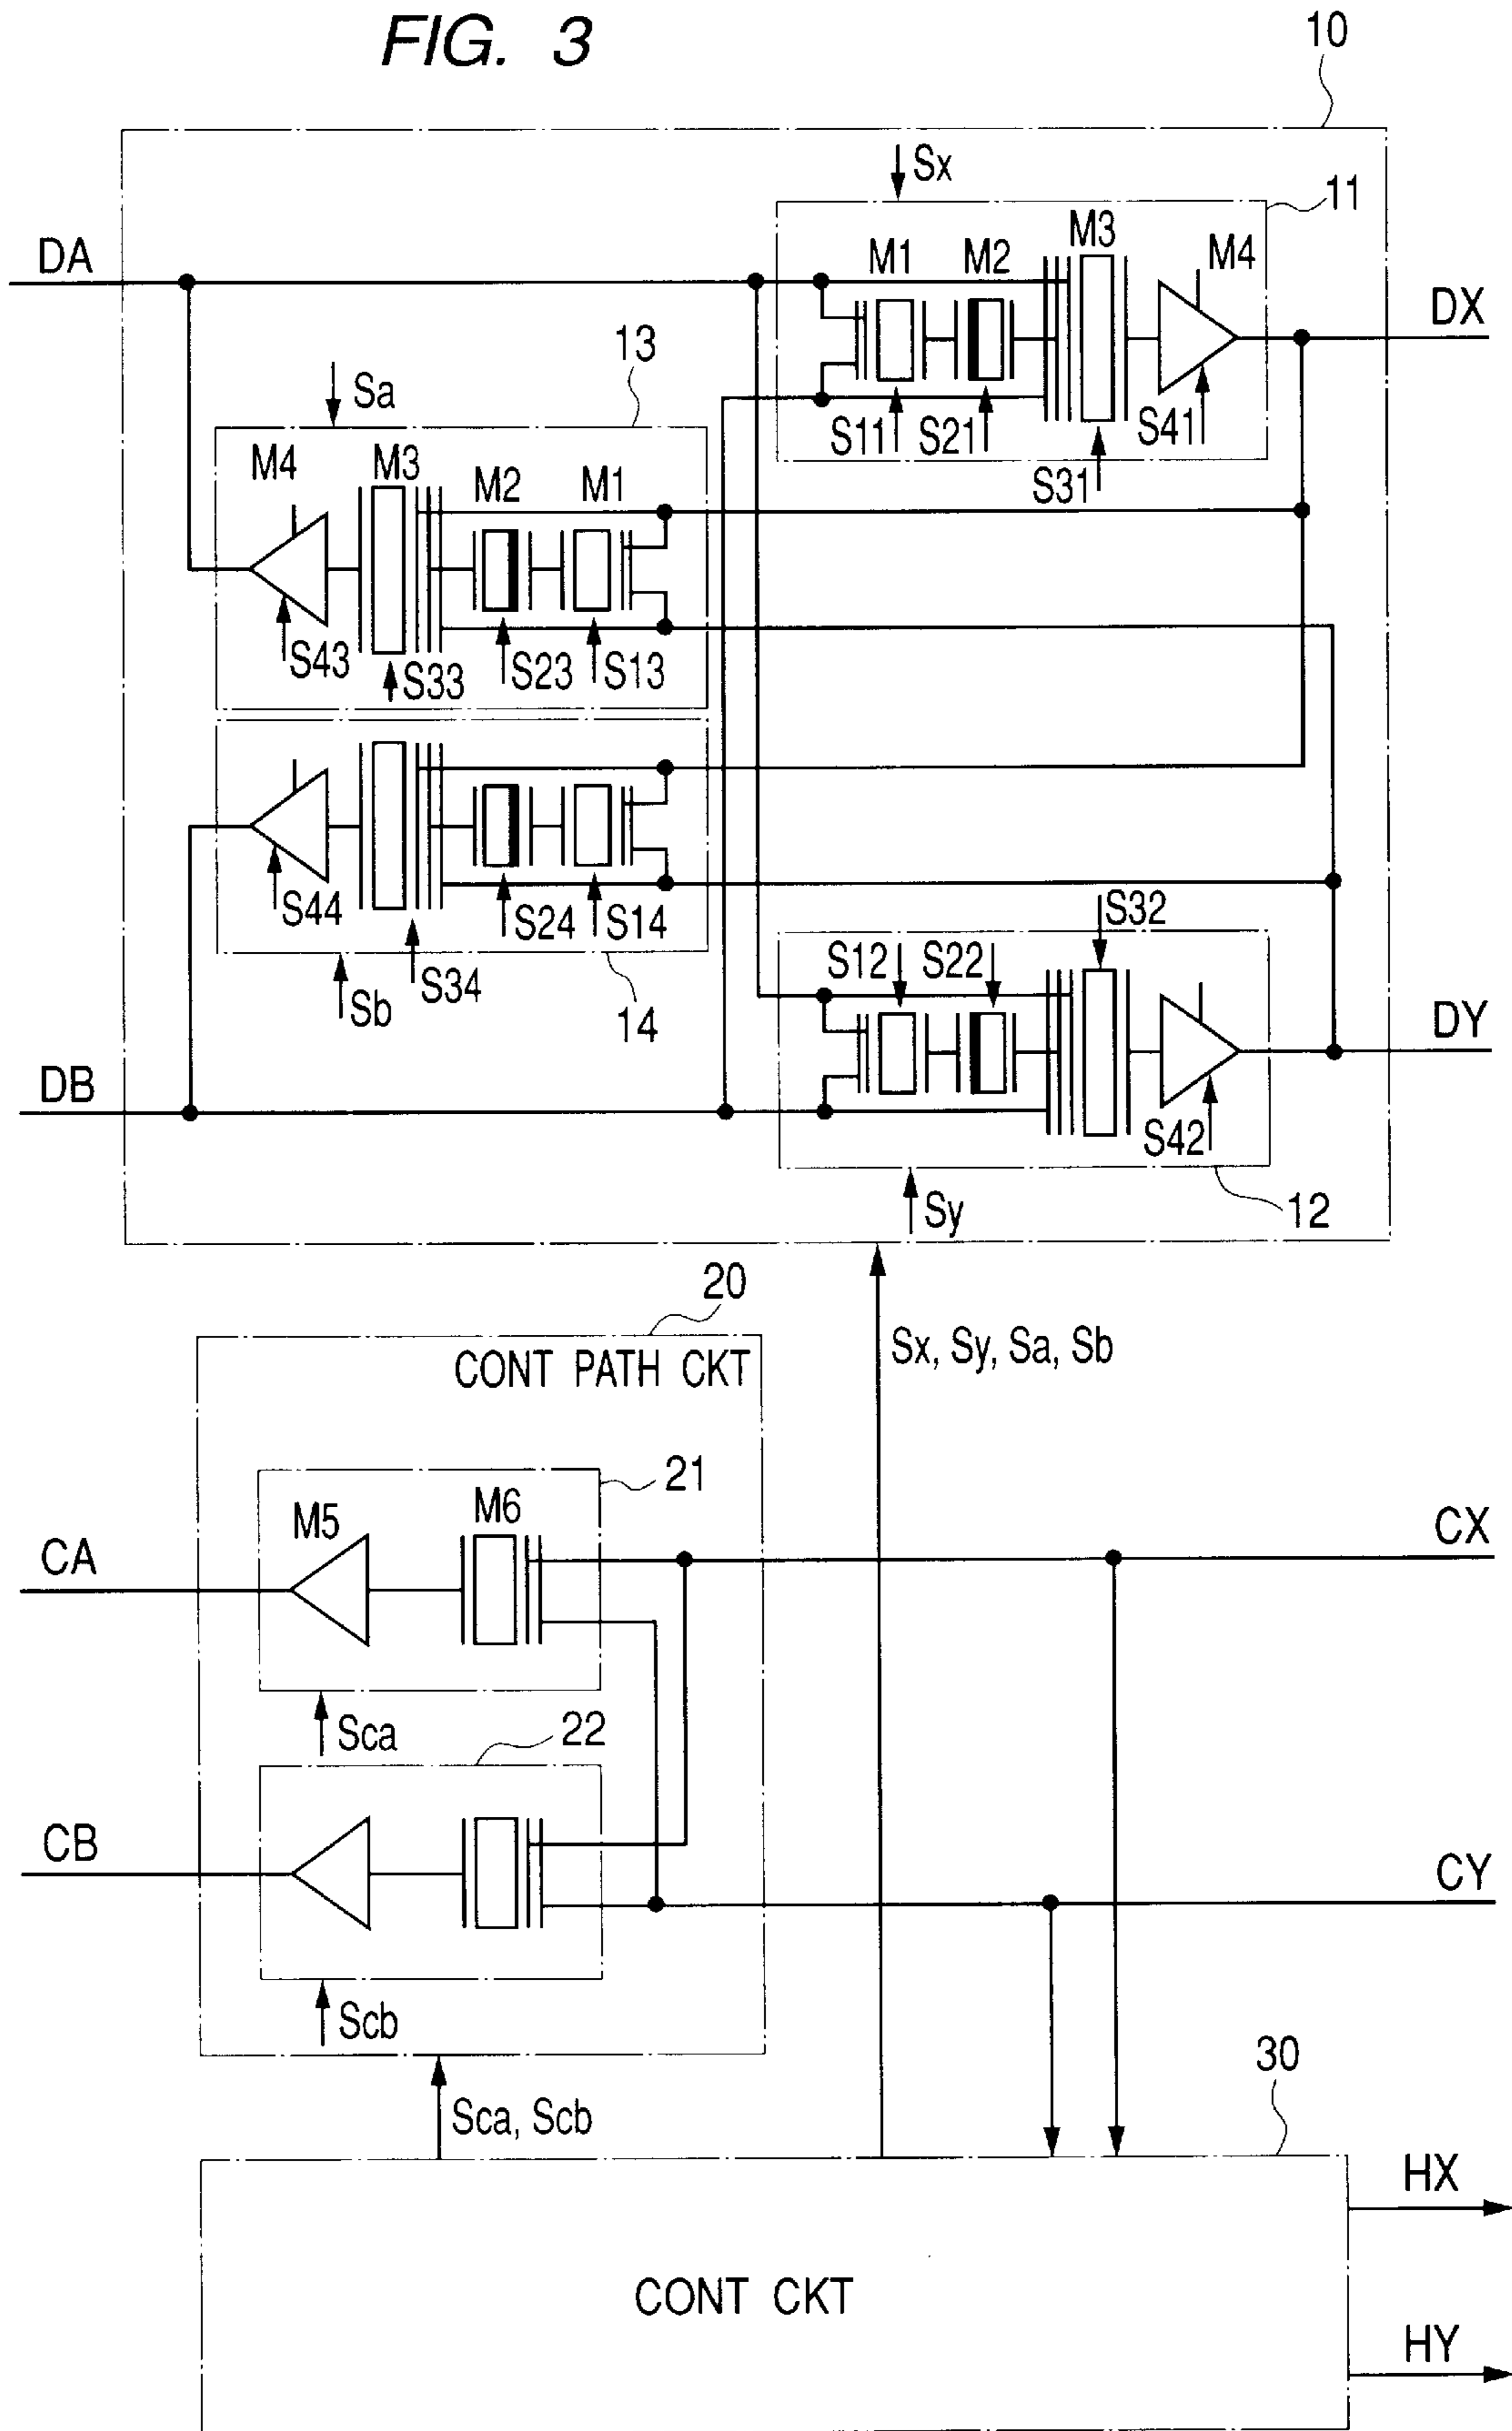 FIG. 3
10
Sx
11
DA
M1
M2
M3
M4
DX
13
Sa
S11
S21
S41
S31
M4
M3
M2
M1
S43
S33
S23
S13
S44
S34
S24
S14
Sb
14
S32
S12
S22
DY
DB
S42
Sy
12
20
CONT PATH CKT
Sx, Sy, Sa, Sb
21
M5
M6
CA
CX
Sca
22
CB
CY
Scb
30
Sca, Scb
HX
CONT CKT
HY